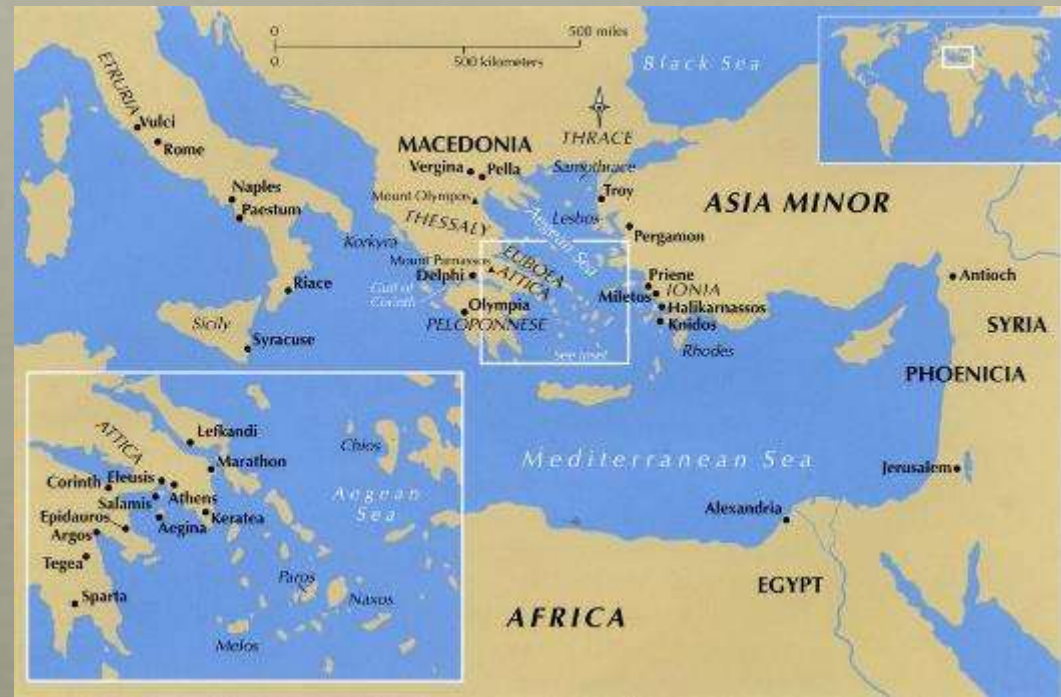 0
500 miles
0
500 kilometers
Black Sea
ETRURIA
Vulci
Rome
MACEDONIA
THRACE
Vergina
Pella
Samothrace
Naples
Mount Olympos
Troy
ASIA MINOR
Paestum
THESSALY
Lesbos
Aegean Sea
Korkyra
Pergamon
Mount Parnassos
EUBOEA
Delphi
ATTICA
Priene
Antioch
Gulf of
Corinth
IONIA
Riace
Miletos
Olympia
Halikarnassos
Sicily
PELOPONNESE
Knidos
SYRIA
Syracuse
Rhodes
See inset
PHOENICIA
Mediterranean Sea
Jerusalem
Alexandria
EGYPT
AFRICA
ATTICA
Lefkandi
Chios
Marathon
Corinth
Eleusis
Salamis
Athens
Aegean
Sea
Epidauros
Aegina
Keratea
Argos
Tegea
Paros
Sparta
Naxos
Melos